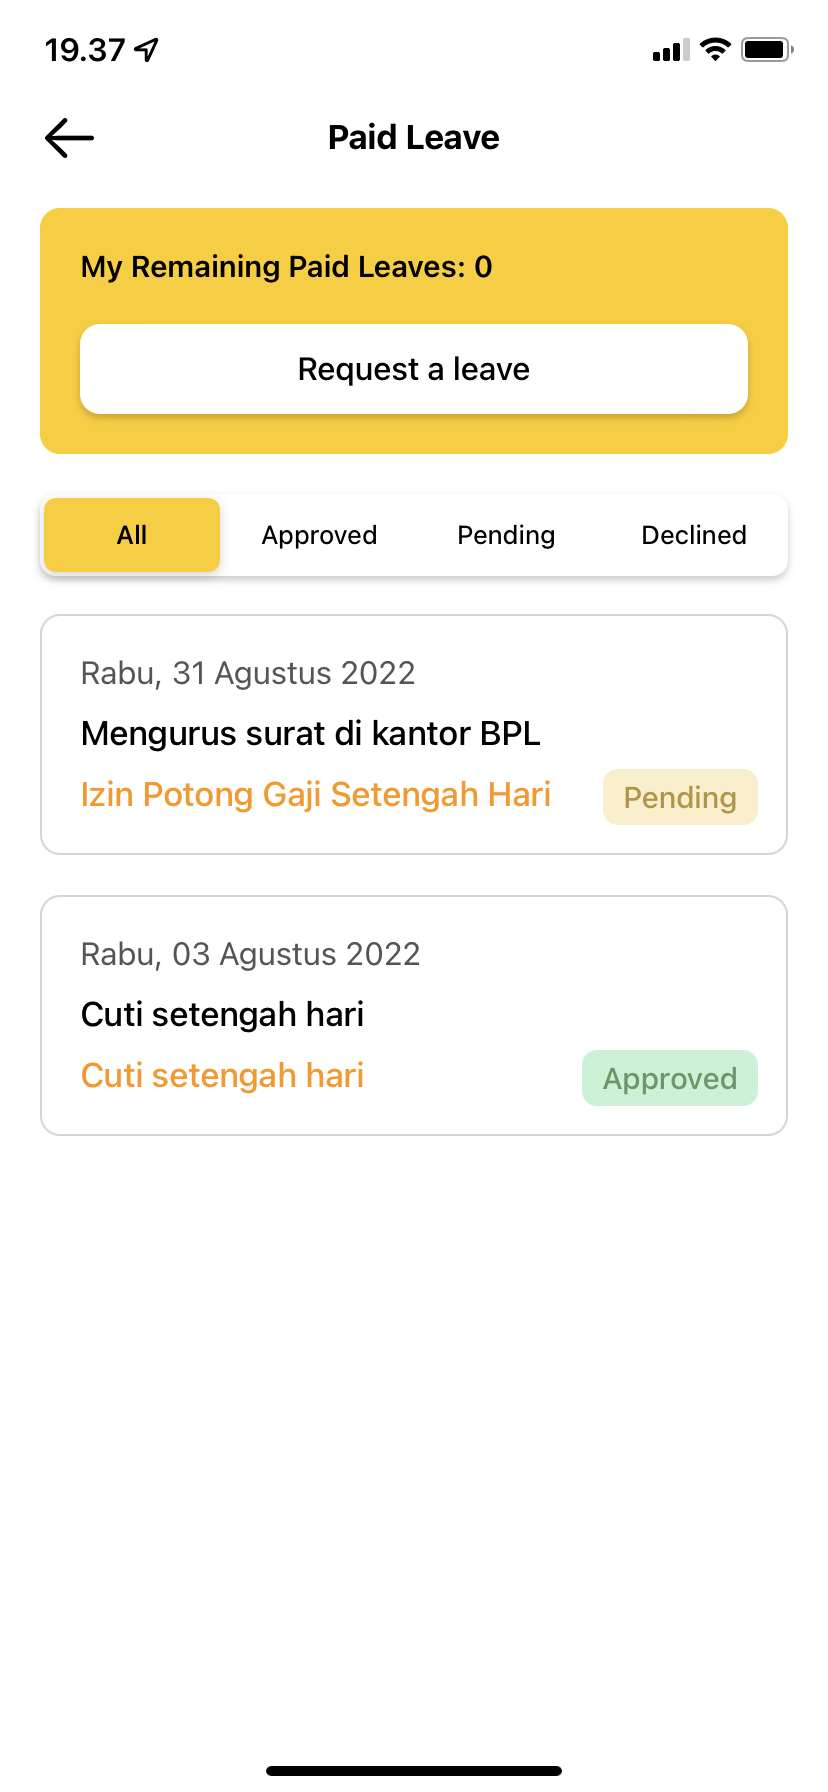 19.37
Paid Leave
My Remaining Paid Leaves: 0
Request a leave
All Approved Pending Declined
Rabu, 31 Agustus 2022
Mengurus surat di kantor BPL
Izin Potong Gaji Setengah Hari Pending
Rabu, 03 Agustus 2022
Cuti setengah hari
Cuti setengah hari Approved